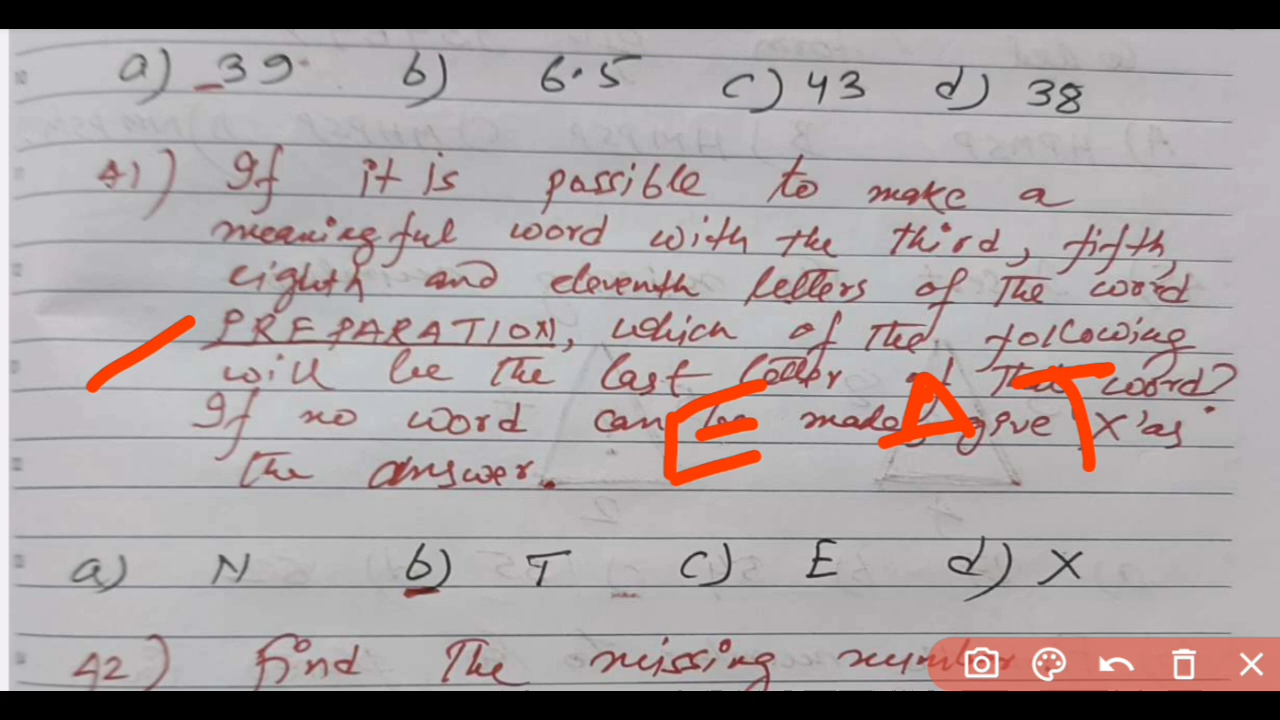 a) 39 b) 6.5 c) 43 d) 38
41) If it is possible to make a
meaningful word with the third, fifth,
eighth and eleventh letters of The word
PREPARATION, which of the following
will be the last letter of That word?
If no word can be made, give 'X' as
the answer.
E A T
a) N b) T c) E d) X
42) find The missing number